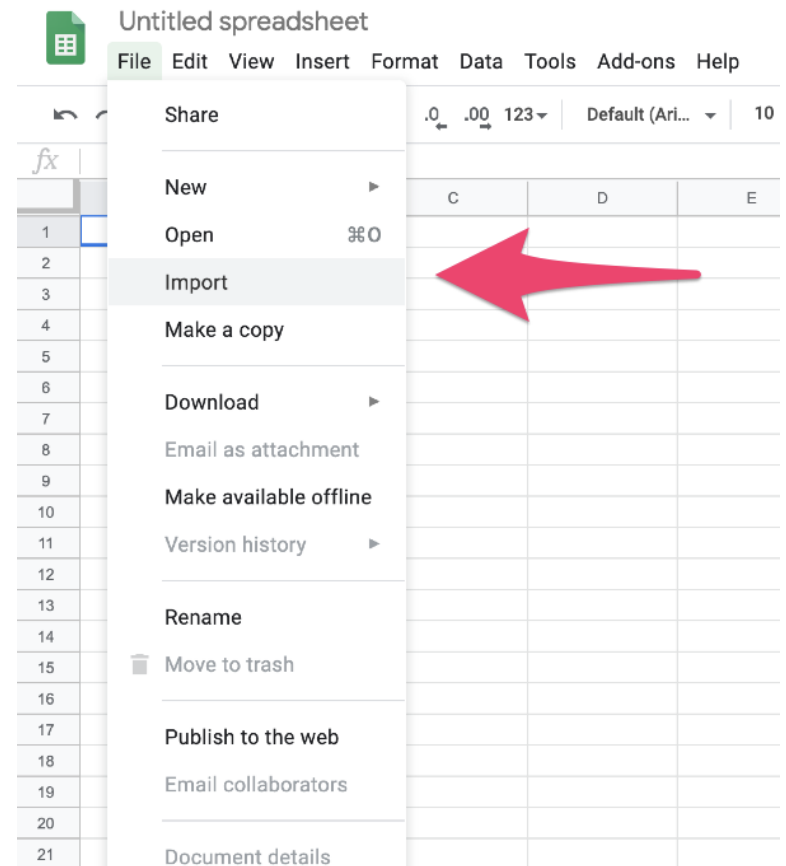 Untitled spreadsheet
File Edit View Insert Format Data Tools Add-ons Help
Share
.0 .00 123 Default (Ari... 10
fx
New
C D E
1
Open ⌘O
2
Import
3
Make a copy
4
5
6
Download
7
Email as attachment
8
9
Make available offline
10
11
Version history
12
13
Rename
14
15
Move to trash
16
17
Publish to the web
18
19
Email collaborators
20
21
Document details